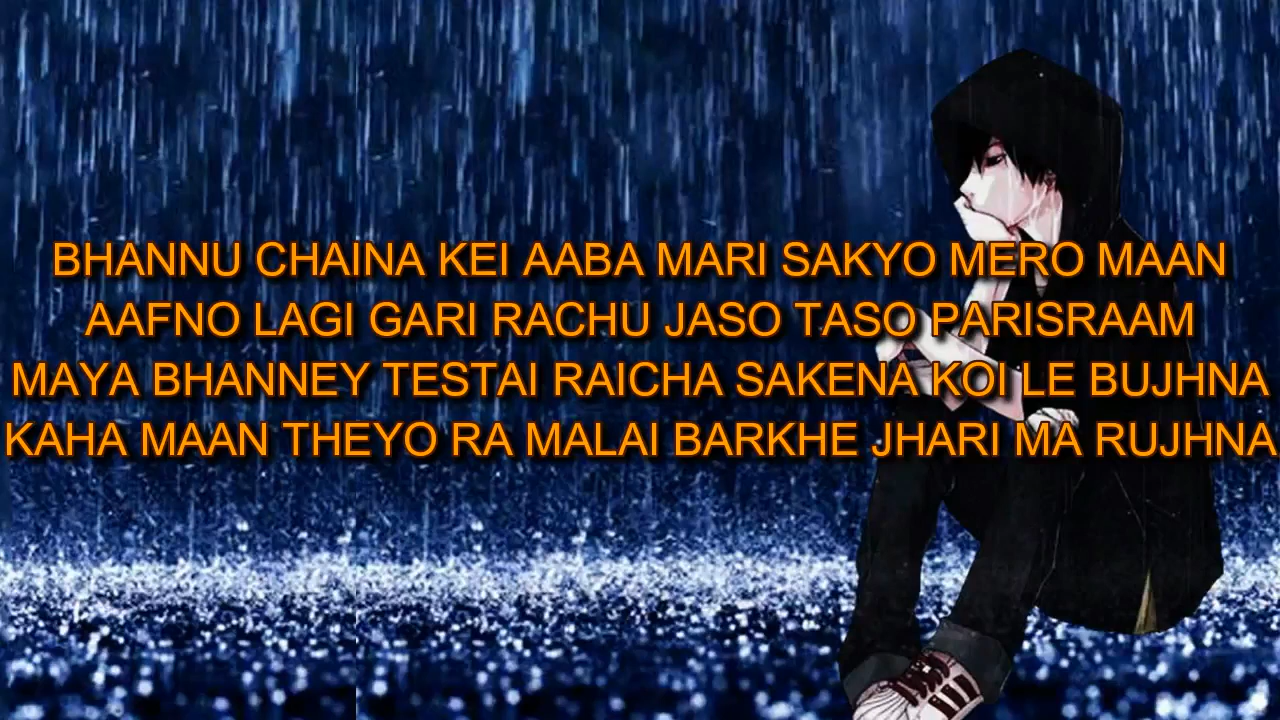 BHANNU CHAINA KEI AABA MARI SAKYO MERO MAAN
AAFNO LAGI GARI RACHU JASO TASO PARISRAAM
MAYA BHANNEY TESTAI RAICHA SAKENA KOI LE BUJHNA
KAHA MAAN THEYO RA MALAI BARKHE JHARI MA RUJHNA